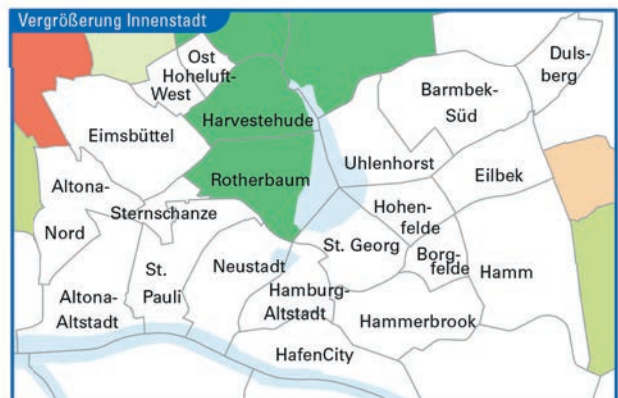 Vergrößerung Innenstadt
Ost
Hoheluft-
West
Duls-
berg
Barmbek-
Süd
Harvestehude
Eimsbüttel
Uhlenhorst
Eilbek
Rotherbaum
Altona-
Nord
Sternschanze
Hohen-
felde
St. Georg
Borg-
felde
Hamm
St.
Pauli
Neustadt
Altona-
Altstadt
Hamburg-
Altstadt
Hammerbrook
HafenCity